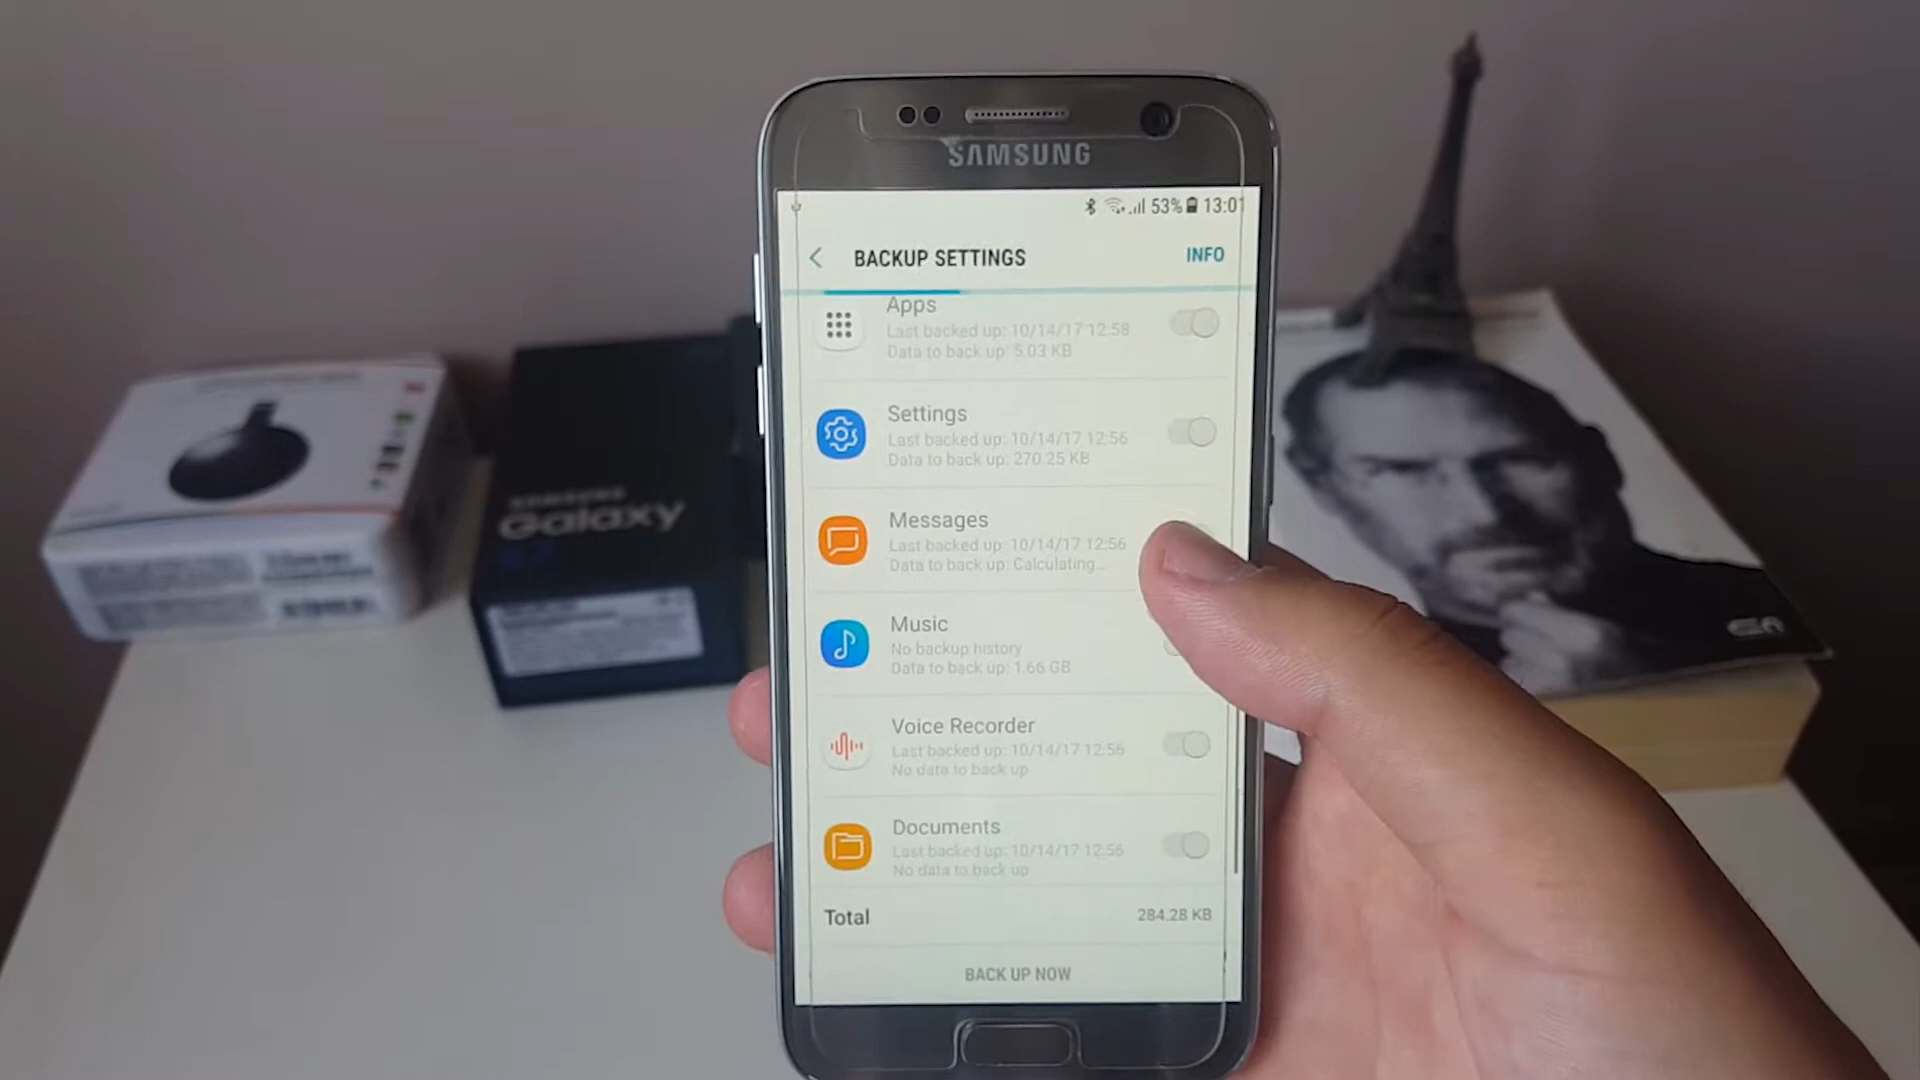 SAMSUNG
53% 13:01
BACKUP SETTINGS
INFO
Apps
Last backed up: 10/14/17 12:58
Data to back up: 5.03 KB
Settings
Last backed up: 10/14/17 12:56
Data to back up: 270.25 KB
Messages
Last backed up: 10/14/17 12:56
Data to back up: Calculating...
Music
No backup history
Data to back up: 1.66 GB
Voice Recorder
Last backed up: 10/14/17 12:56
No data to back up
Documents
Last backed up: 10/14/17 12:56
No data to back up
Total
284.28 KB
BACK UP NOW
SAMSUNG
Galaxy